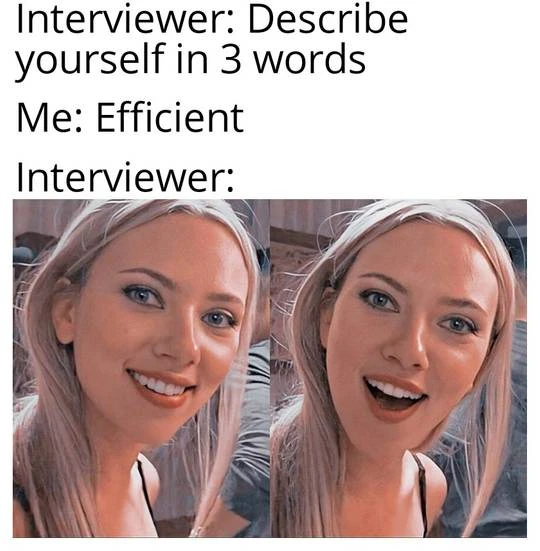 Interviewer: Describe
yourself in 3 words
Me: Efficient
Interviewer: